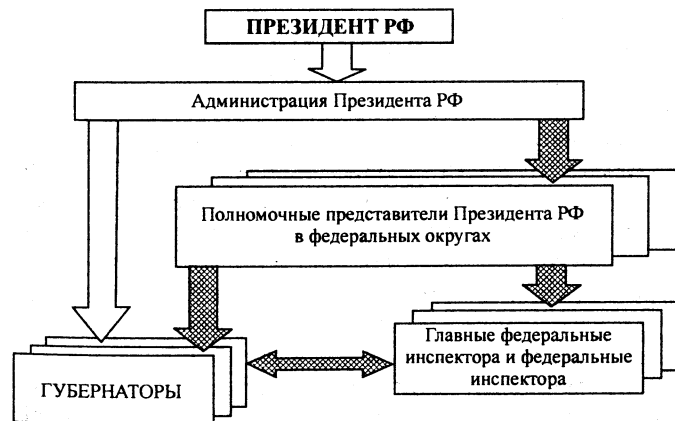 ПРЕЗИДЕНТ РФ
Администрация Президента РФ
Полномочные представители Президента РФ
в федеральных округах
Главные федеральные
инспектора и федеральные
инспектора
ГУБЕРНАТОРЫ